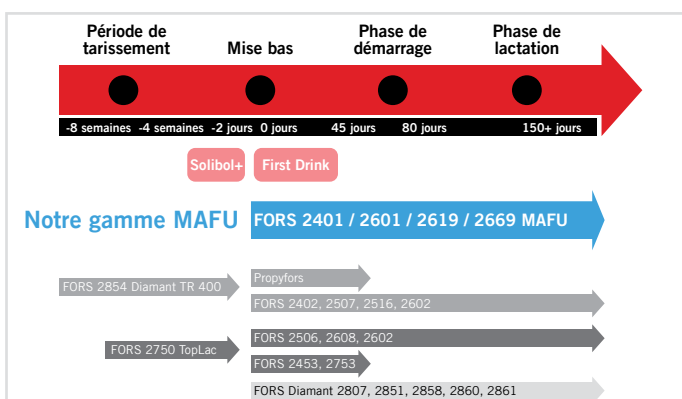 Période de
tarissement
Mise bas
Phase de
démarrage
Phase de
lactation
-8 semaines -4 semaines -2 jours 0 jours 45 jours 80 jours 150+ jours
Solibol+ First Drink
Notre gamme MAFU FORS 2401 / 2601 / 2619 / 2669 MAFU
Propyfors
FORS 2854 Diamant TR 400
FORS 2402, 2507, 2516, 2602
FORS 2506, 2608, 2602
FORS 2750 TopLac
FORS 2453, 2753
FORS Diamant 2807, 2851, 2858, 2860, 2861